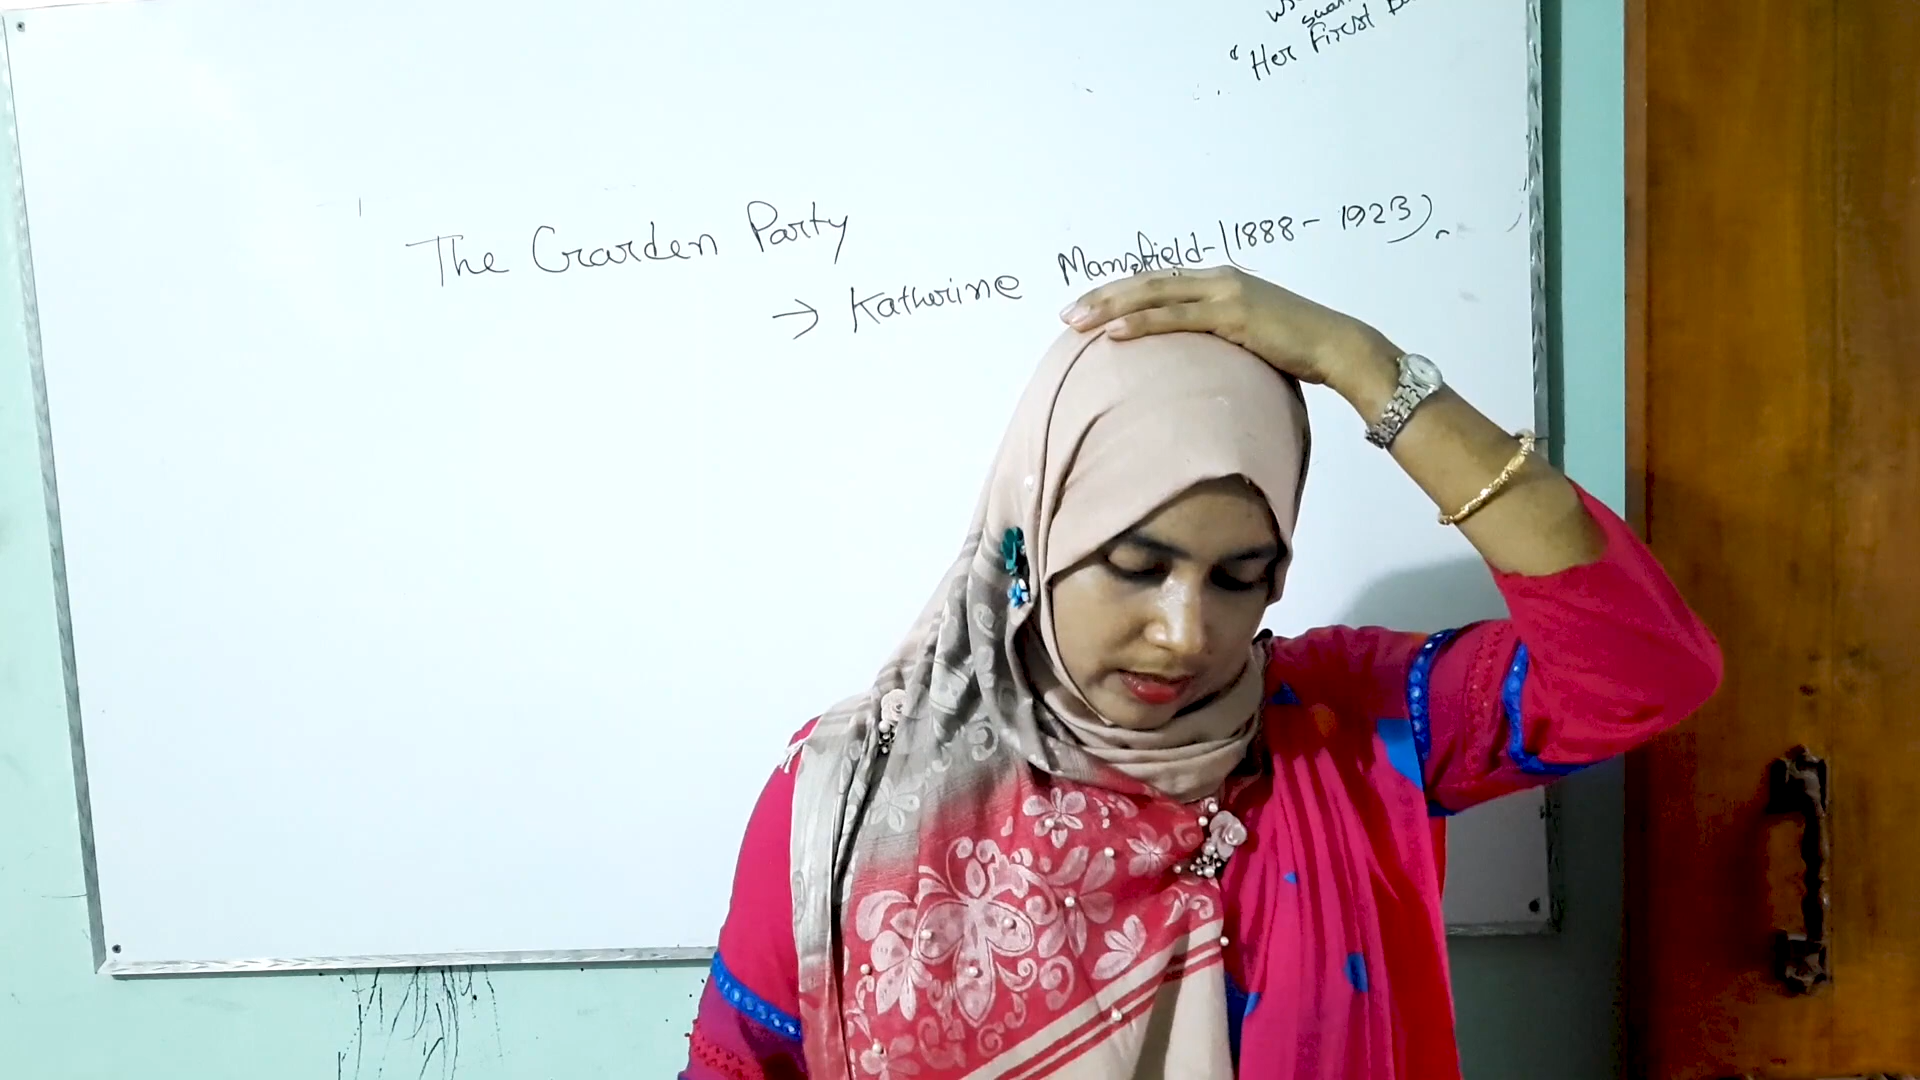 "Her First
The Garden Party
→ Katherine Mansfield - (1888 - 1923).